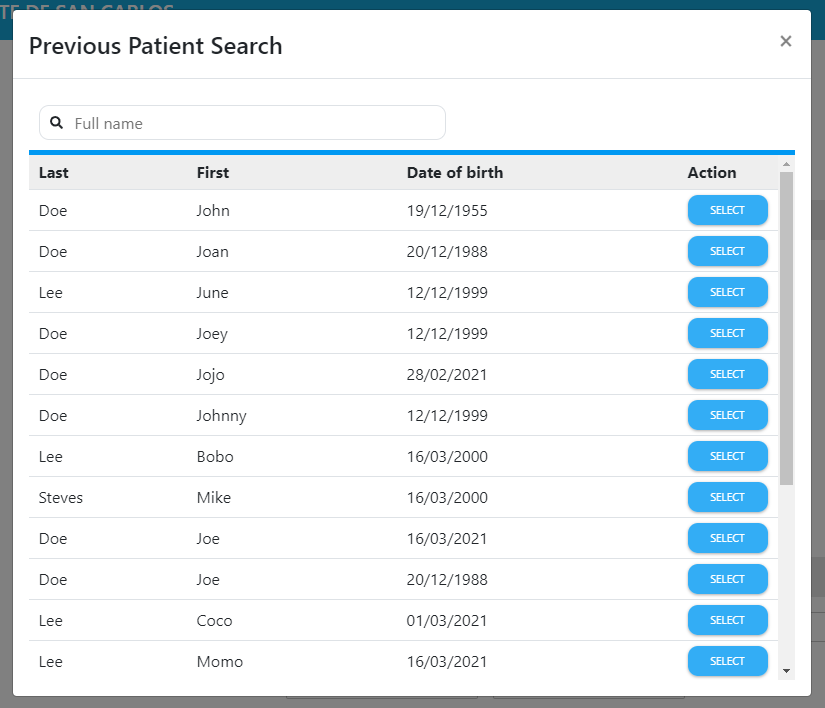 TE DE SAN CARLOS
Previous Patient Search ×
Full name
Last First Date of birth Action
Doe John 19/12/1955 SELECT
Doe Joan 20/12/1988 SELECT
Lee June 12/12/1999 SELECT
Doe Joey 12/12/1999 SELECT
Doe Jojo 28/02/2021 SELECT
Doe Johnny 12/12/1999 SELECT
Lee Bobo 16/03/2000 SELECT
Steves Mike 16/03/2000 SELECT
Doe Joe 16/03/2021 SELECT
Doe Joe 20/12/1988 SELECT
Lee Coco 01/03/2021 SELECT
Lee Momo 16/03/2021 SELECT